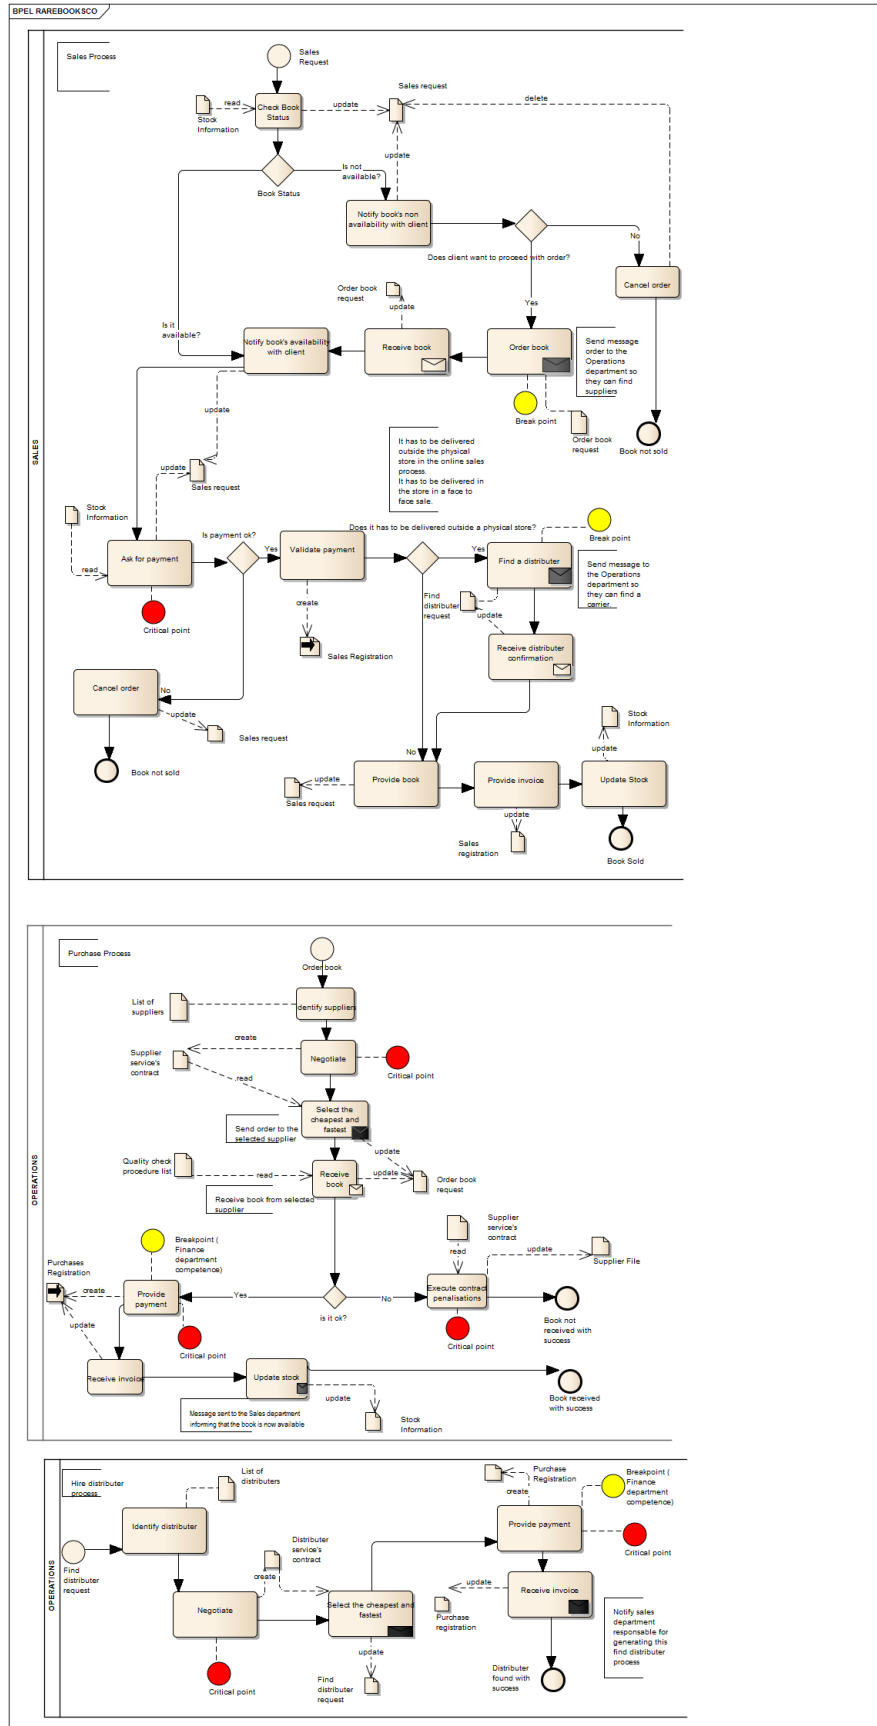 BPEL RAREBOOKSCO
SALES
Sales Process
Sales
Request
Sales request
read
Check Book
Status
update
delete
Stock
Information
update
Is not
available?
Book Status
Notify book's non
availability with client
Does client want to proceed with order?
No
Cancel order
Order book
request
update
Yes
Is it
available?
Notify book's availability
with client
Receive book
Order book
Send message
order to the
Operations
department so
they can find
suppliers
update
Break point
Order book
request
Book not sold
It has to be delivered
outside the physical
store in the online sales
process.
It has to be delivered in
the store in a face to
face sale.
update
Sales request
Stock
Information
Is payment ok?
Does it has to be delivered outside a physical store?
Break point
Ask for payment
Yes
Validate payment
Yes
Find a distributer
Send message to
the Operations
department so
they can find a
carrier.
read
create
Find
distributer
request
update
Critical point
Sales Registration
Receive distributer
confirmation
Cancel order
No
update
Sales request
Stock
Information
update
Book not sold
No
Provide book
Provide invoice
Update Stock
update
Sales request
update
Sales
registration
Book Sold
OPERATIONS
Purchase Process
Order book
List of
suppliers
Identify suppliers
create
Supplier
service's
contract
Negotiate
Critical point
read
Select the
cheapest and
fastest
Send order to the
selected supplier
update
Quality check
procedure list
read
Receive
book
update
Order book
request
Receive book from selected
supplier
Supplier
service's
contract
Breakpoint (
Finance
department
competence)
read
update
Supplier File
Purchases
Registration
create
Provide
payment
Yes
No
Execute contract
penalisations
is it ok?
update
Critical point
Critical point
Book not
received with
success
Receive invoice
Update stock
update
Book received
with success
Message sent to the Sales department
informing that the book is now available
Stock
Information
OPERATIONS
Hire distributer
process
List of
distributers
Purchase
Registration
create
Breakpoint (
Finance
department
competence)
Identify distributer
Provide payment
Critical point
Find
distributer
request
Distributer
service's
contract
create
Negotiate
Select the cheapest and
fastest
update
Receive invoice
Purchase
registration
Notify sales
department
responsable for
generating this
find distributer
process
update
Critical point
Find
distributer request
Distributer
found with
success